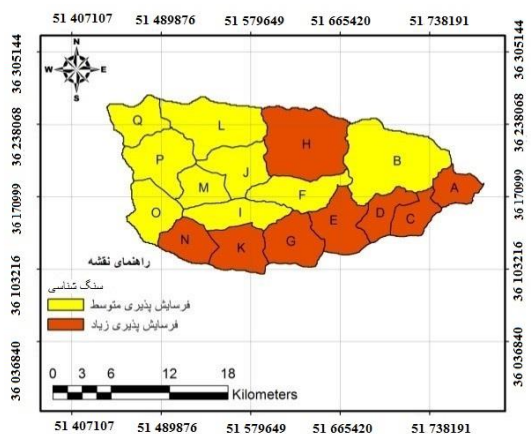 51 407107 51 489876 51 579649 51 665420 51 738191
36 305144 36 305144
N
W E
S
36 238068 36 238068
Q L H
P B
J
M F A
36 170099 36 170099
O I E D C
N K G
راهنمای نقشه
36 103216 36 103216
سنگ شناسی
فرسایش پذیری متوسط
فرسایش پذیری زیاد
36 036840 36 036840
0 3 6 12 18
Kilometers
51 407107 51 489876 51 579649 51 665420 51 738191